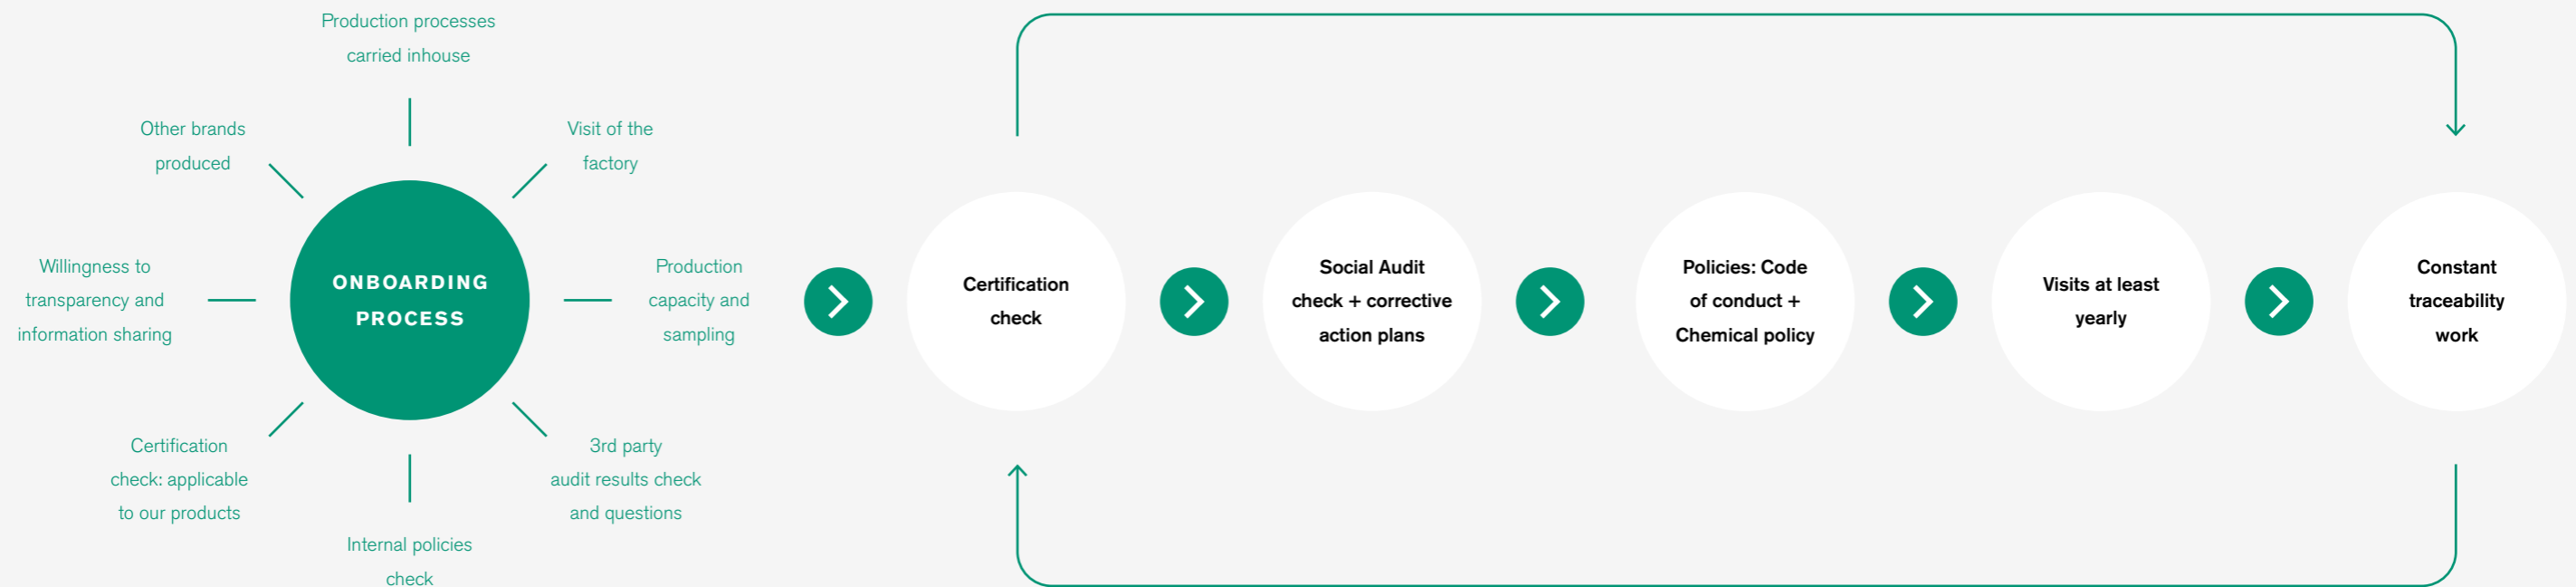 Production processes
carried inhouse
Other brands
produced
Visit of the
factory
Willingness to
transparency and
information sharing
ONBOARDING
PROCESS
Production
capacity and
sampling
Certification
check: applicable
to our products
3rd party
audit results check
and questions
Internal policies
check
Certification
check
Social Audit
check + corrective
action plans
Policies: Code
of conduct +
Chemical policy
Visits at least
yearly
Constant
traceability
work